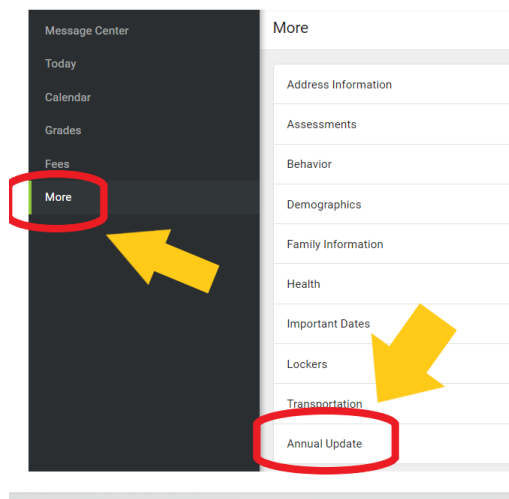 Message Center
Today
Calendar
Grades
Fees
More
More
Address Information
Assessments
Behavior
Demographics
Family Information
Health
Important Dates
Lockers
Transportation
Annual Update